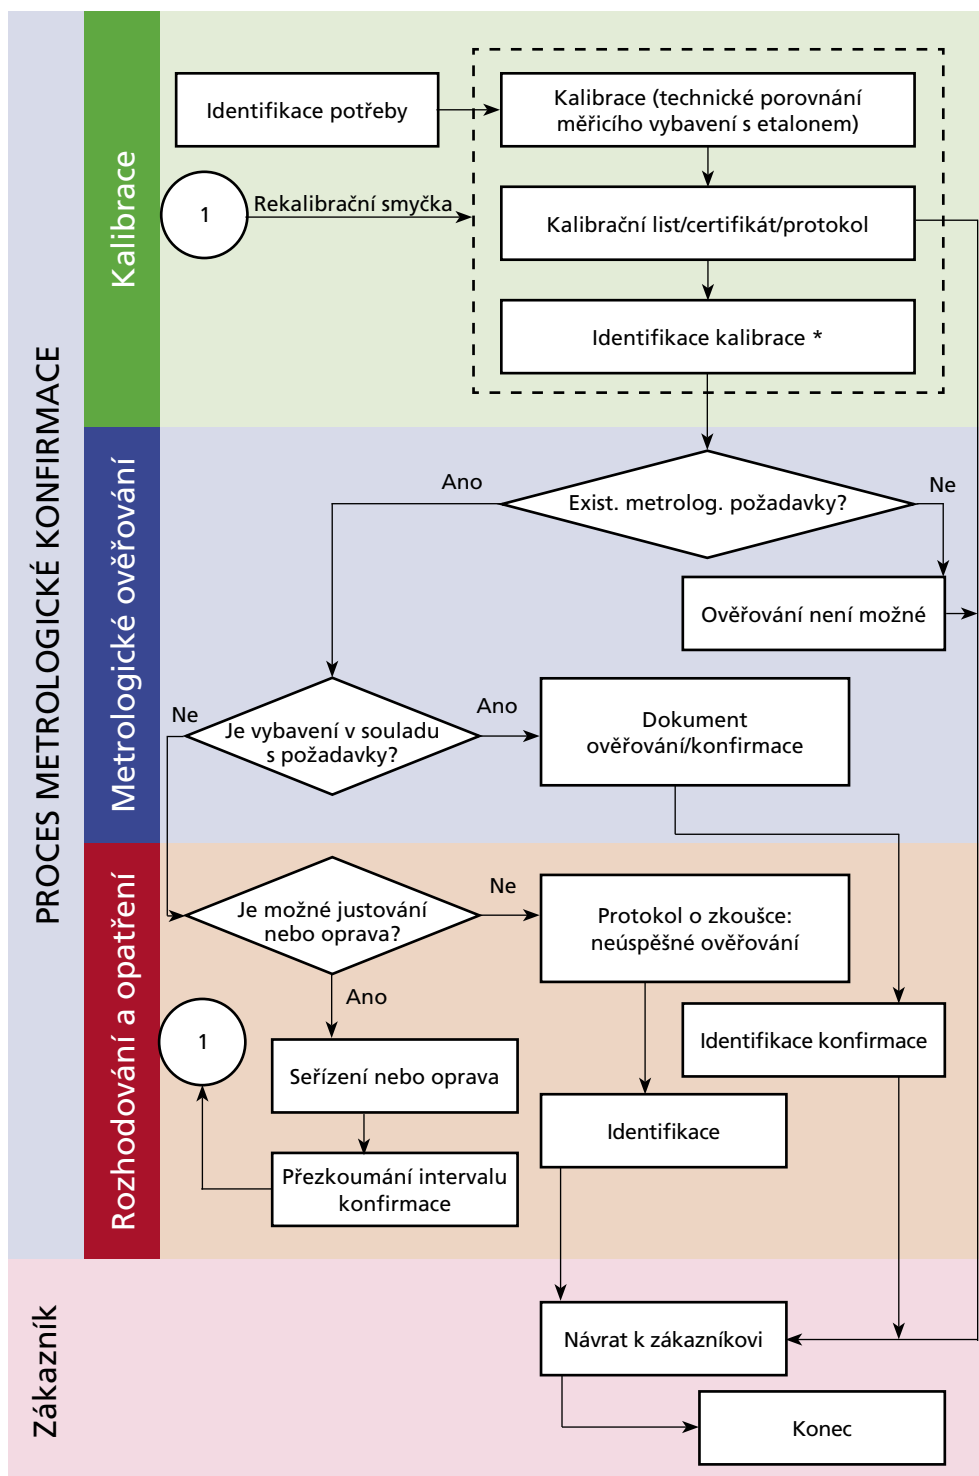 PROCES METROLOGICKÉ KONFIRMACE
Kalibrace
Identifikace potřeby
Kalibrace (technické porovnání
měřicího vybavení s etalonem)
1
Rekalibrační smyčka
Kalibrační list/certifikát/protokol
Identifikace kalibrace *
Metrologické ověřování
Ano
Exist. metrolog. požadavky?
Ne
Ověřování není možné
Ne
Je vybavení v souladu
s požadavky?
Ano
Dokument
ověřování/konfirmace
Rozhodování a opatření
Je možné justování
nebo oprava?
Ne
Protokol o zkoušce:
neúspěšné ověřování
Ano
1
Seřízení nebo oprava
Identifikace konfirmace
Identifikace
Přezkoumání intervalu
konfirmace
Zákazník
Návrat k zákazníkovi
Konec